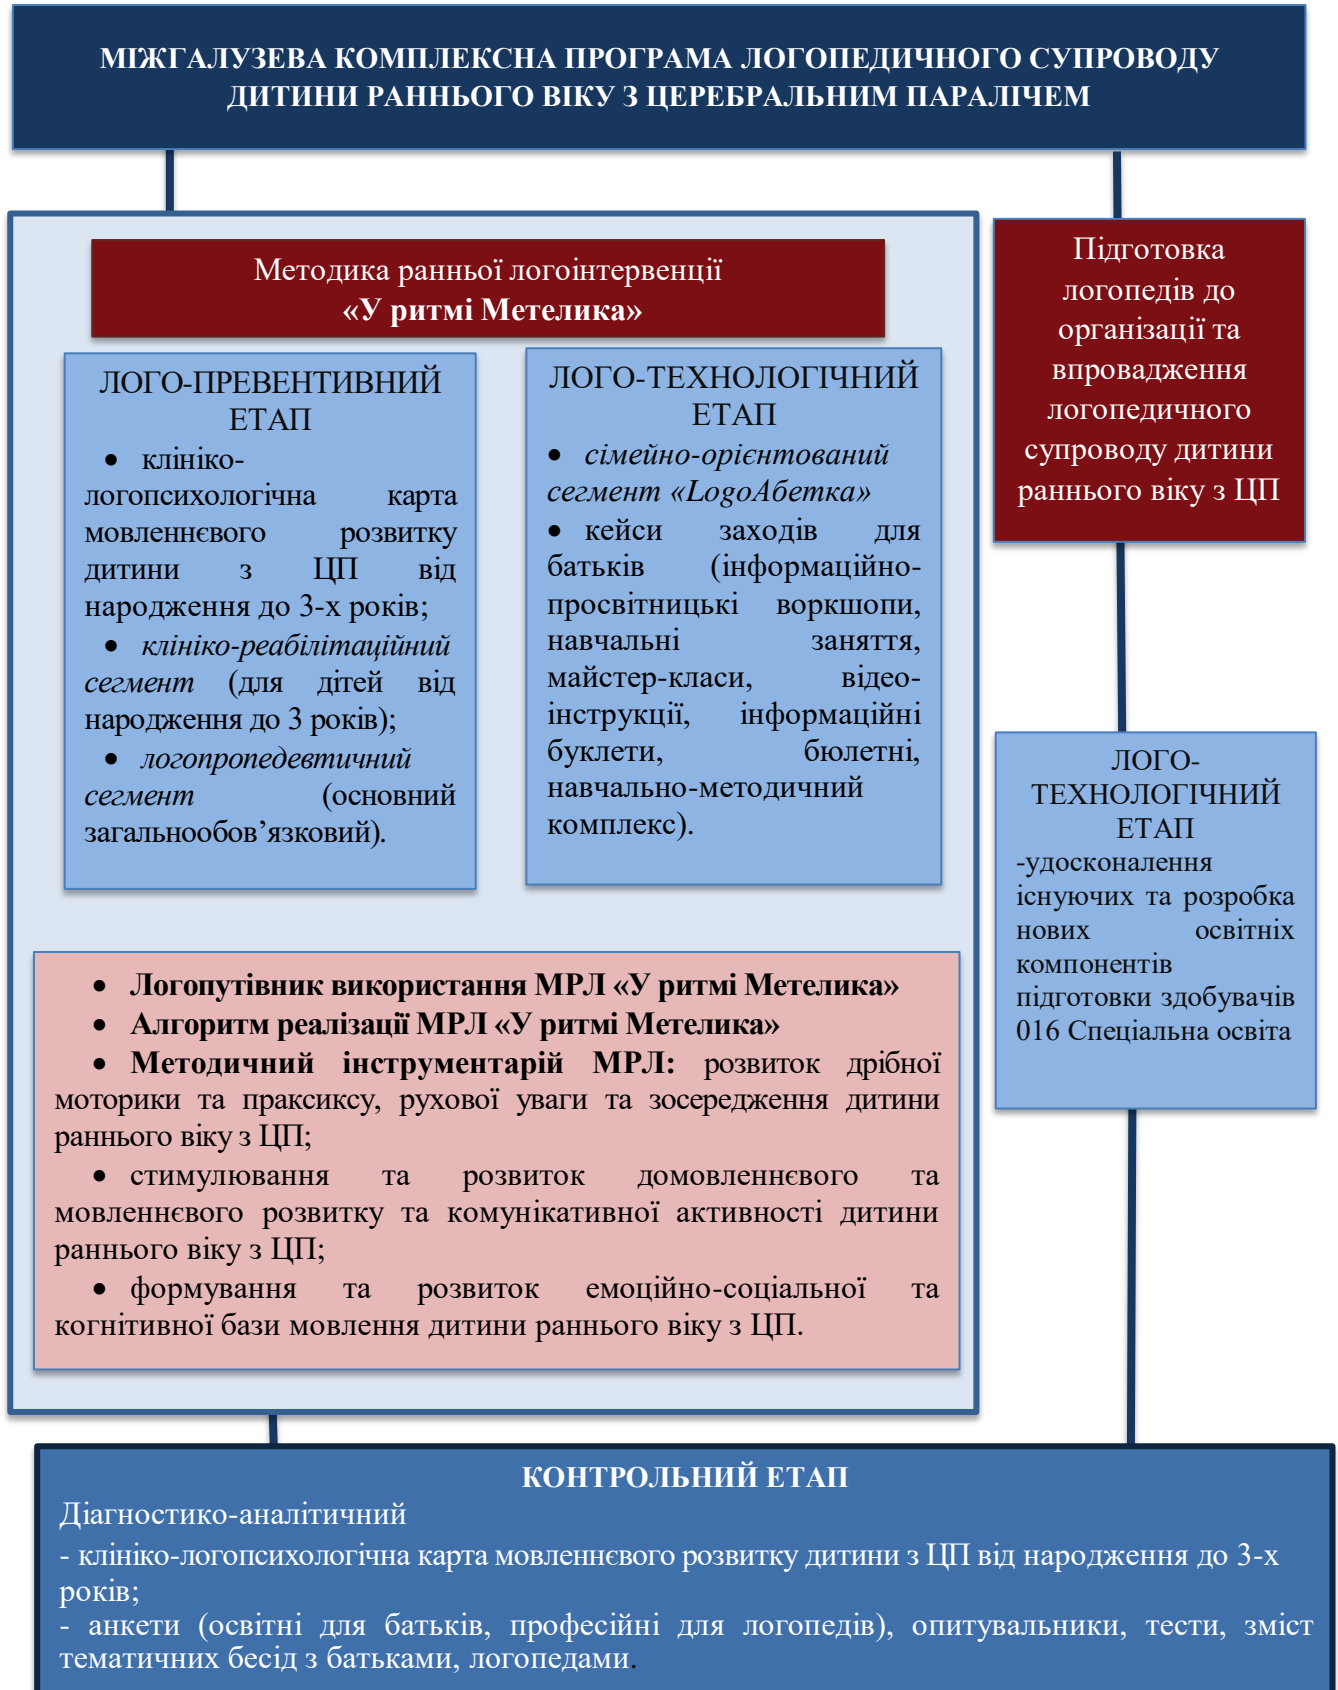 МІЖГАЛУЗЕВА КОМПЛЕКСНА ПРОГРАМА ЛОГОПЕДИЧНОГО СУПРОВОДУ
ДИТИНИ РАННЬОГО ВІКУ З ЦЕРЕБРАЛЬНИМ ПАРАЛІЧЕМ
Методика ранньої логоінтервенції
«У ритмі Метелика»
ЛОГО-ПРЕВЕНТИВНИЙ
ЕТАП
• клініко-
логопсихологічна карта
мовленнєвого розвитку
дитини з ЦП від
народження до 3-х років;
• клініко-реабілітаційний
сегмент (для дітей від
народження до 3 років);
• логопропедевтичний
сегмент (основний
загальнообов’язковий).
ЛОГО-ТЕХНОЛОГІЧНИЙ
ЕТАП
• сімейно-орієнтований
сегмент «LogoАбетка»
• кейси заходів для
батьків (інформаційно-
просвітницькі воркшопи,
навчальні заняття,
майстер-класи, відео-
інструкції, інформаційні
буклети, бюлетні,
навчально-методичний
комплекс).
• Логопутівник використання МРЛ «У ритмі Метелика»
• Алгоритм реалізації МРЛ «У ритмі Метелика»
• Методичний інструментарій МРЛ: розвиток дрібної
моторики та праксиксу, рухової уваги та зосередження дитини
раннього віку з ЦП;
• стимулювання та розвиток домовленнєвого та
мовленнєвого розвитку та комунікативної активності дитини
раннього віку з ЦП;
• формування та розвиток емоційно-соціальної та
когнітивної бази мовлення дитини раннього віку з ЦП.
Підготовка
логопедів до
організації та
впровадження
логопедичного
супроводу дитини
раннього віку з ЦП
ЛОГО-
ТЕХНОЛОГІЧНИЙ
ЕТАП
-удосконалення
існуючих та розробка
нових освітніх
компонентів
підготовки здобувачів
016 Спеціальна освіта
КОНТРОЛЬНИЙ ЕТАП
Діагностико-аналітичний
- клініко-логопсихологічна карта мовленнєвого розвитку дитини з ЦП від народження до 3-х
років;
- анкети (освітні для батьків, професійні для логопедів), опитувальники, тести, зміст
тематичних бесід з батьками, логопедами.